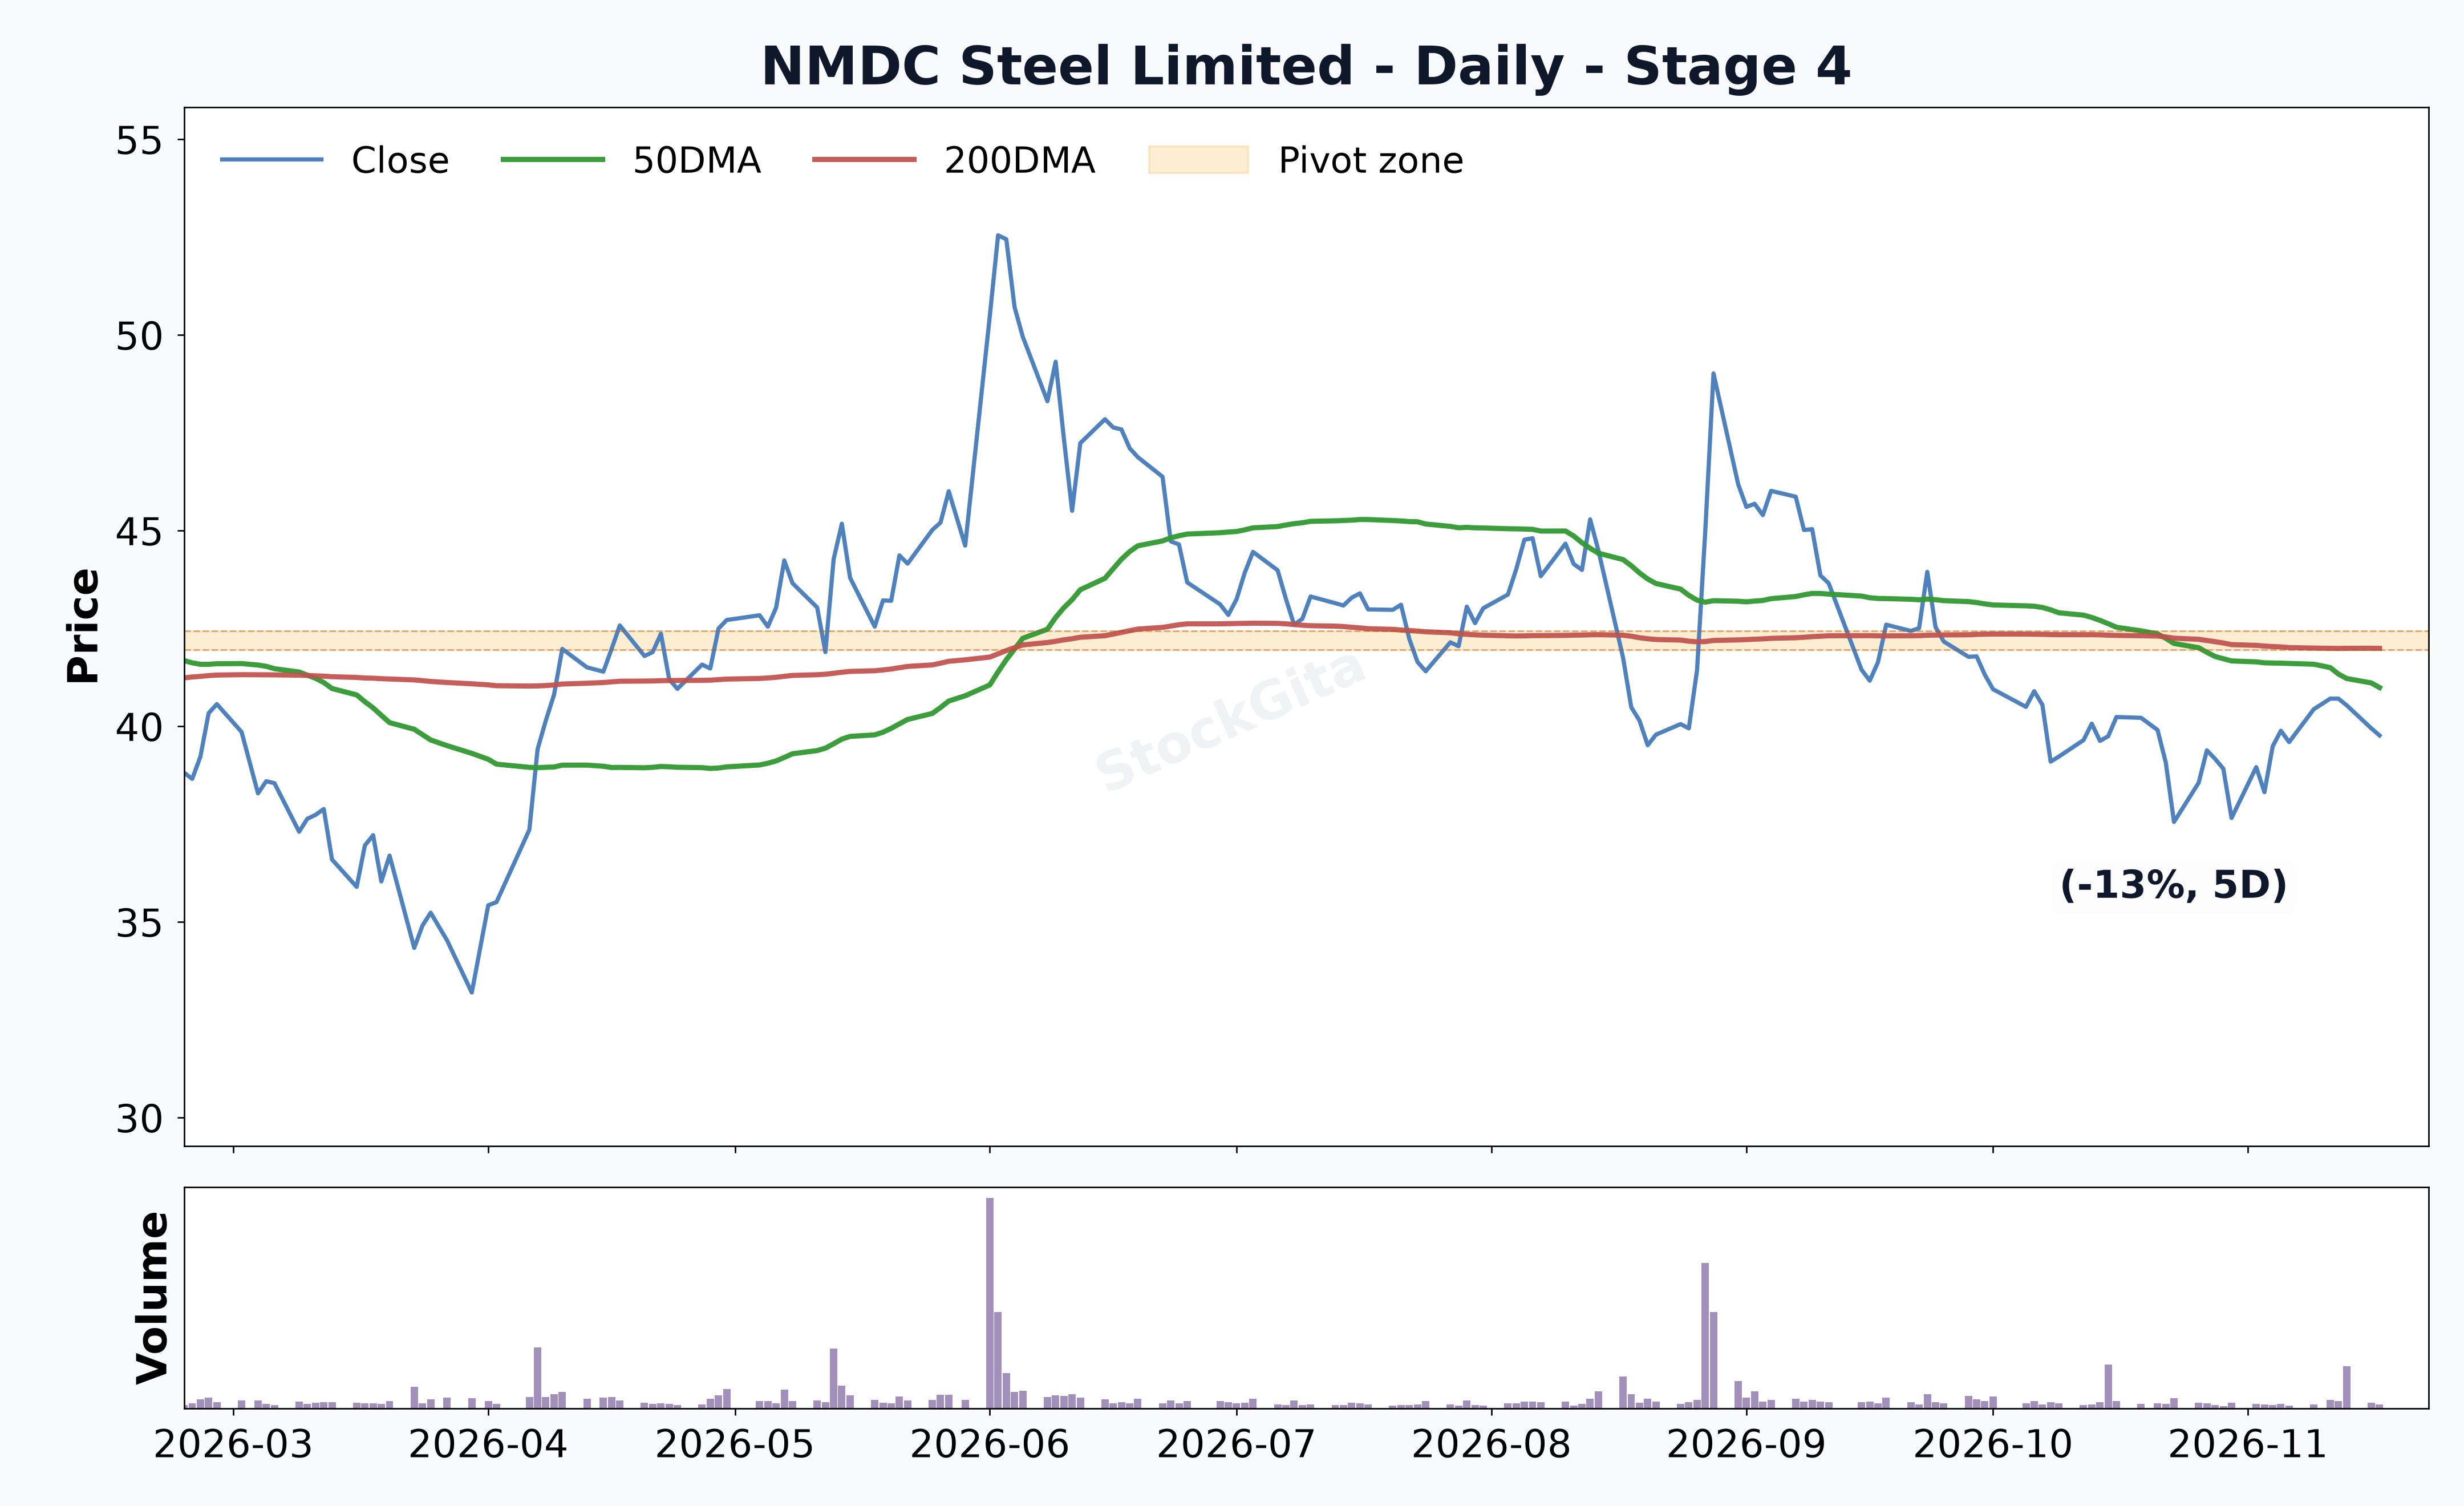 NMDC Steel Limited - Daily - Stage 4
Close 50DMA 200DMA Pivot zone
55
50
45
40
35
30
Price
StockGita
(-13%, 5D)
Volume
2026-03 2026-04 2026-05 2026-06 2026-07 2026-08 2026-09 2026-10 2026-11